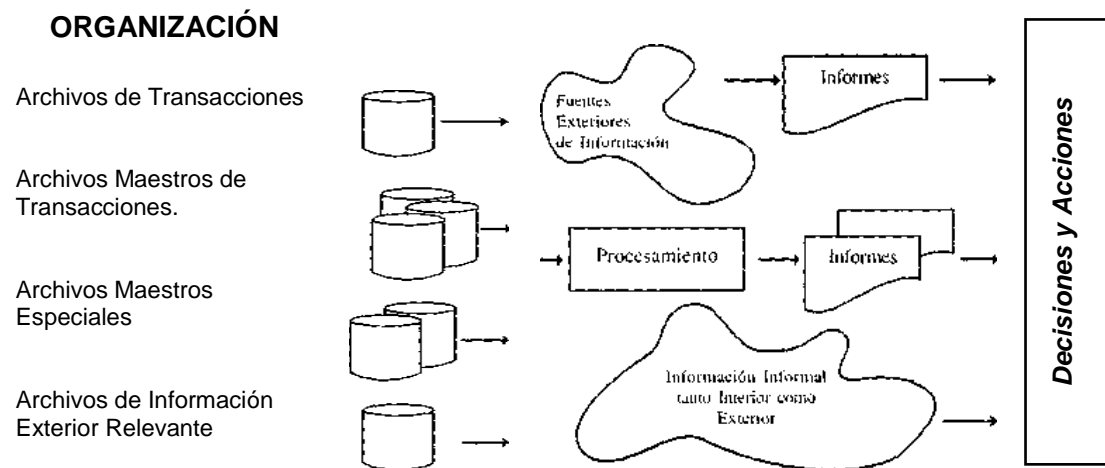 ORGANIZACIÓN
Archivos de Transacciones
Archivos Maestros de
Transacciones.
Archivos Maestros
Especiales
Archivos de Información
Exterior Relevante
Fuentes
Exteriores
de Información
Informes
Procesamiento
Informes
Información Informal
tanto Interior como
Exterior
Decisiones y Acciones